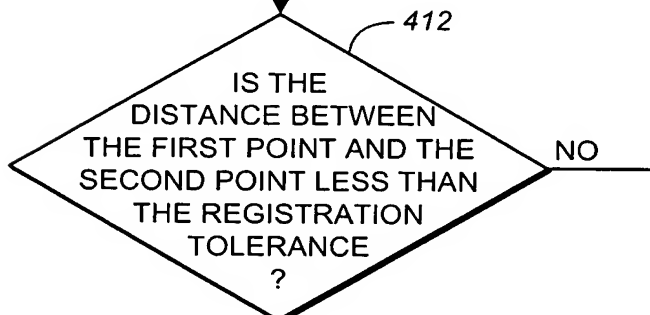 412
IS THE
DISTANCE BETWEEN
THE FIRST POINT AND THE
SECOND POINT LESS THAN
THE REGISTRATION
TOLERANCE
?
NO